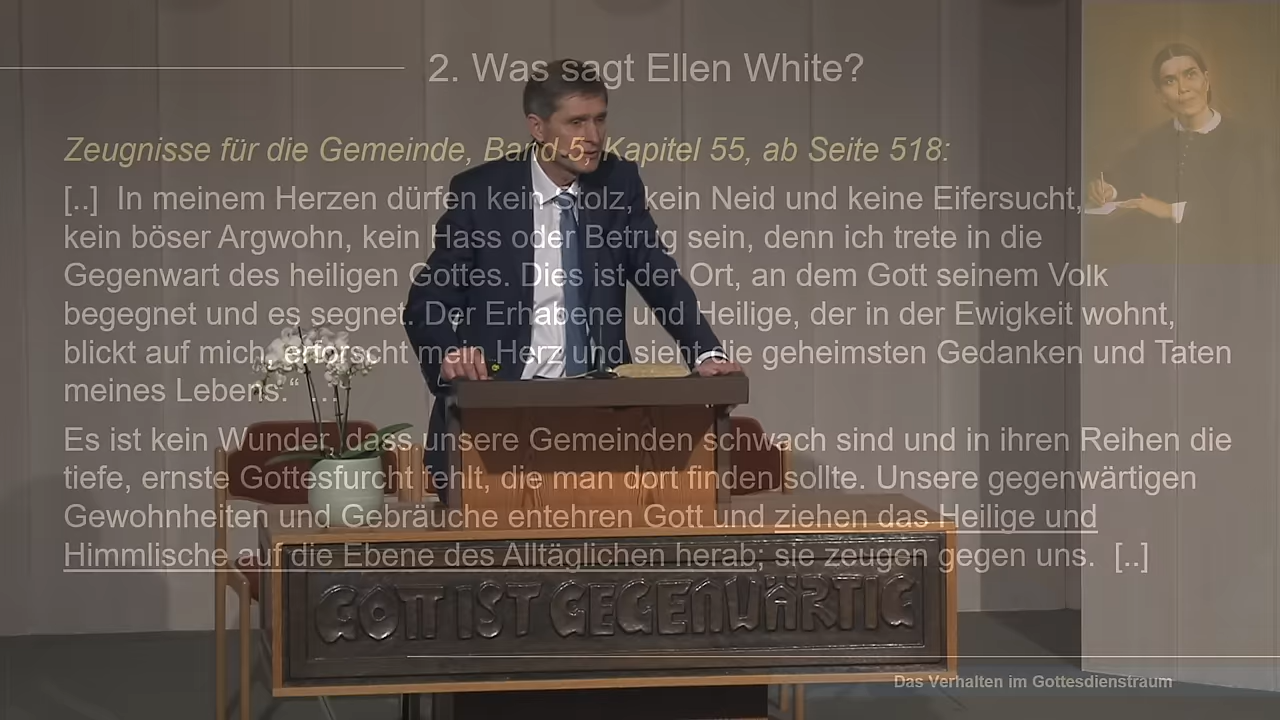 2. Was sagt Ellen White?
Zeugnisse für die Gemeinde, Band 5, Kapitel 55, ab Seite 518:
[..] In meinem Herzen dürfen kein Stolz, kein Neid und keine Eifersucht,
kein böser Argwohn, kein Hass oder Betrug sein, denn ich trete in die
Gegenwart des heiligen Gottes. Dies ist der Ort, an dem Gott seinem Volk
begegnet und es segnet. Der Erhabene und Heilige, der in der Ewigkeit wohnt,
blickt auf mich, erforscht mein Herz und sieht die geheimsten Gedanken und Taten
meines Lebens.“ …
Es ist kein Wunder, dass unsere Gemeinden schwach sind und in ihren Reihen die
tiefe, ernste Gottesfurcht fehlt, die man dort finden sollte. Unsere gegenwärtigen
Gewohnheiten und Gebräuche entehren Gott und ziehen das Heilige und
Himmlische auf die Ebene des Alltäglichen herab; sie zeugen gegen uns. [..]
GOTT IST GEGENWÄRTIG
Das Verhalten im Gottesdienstraum